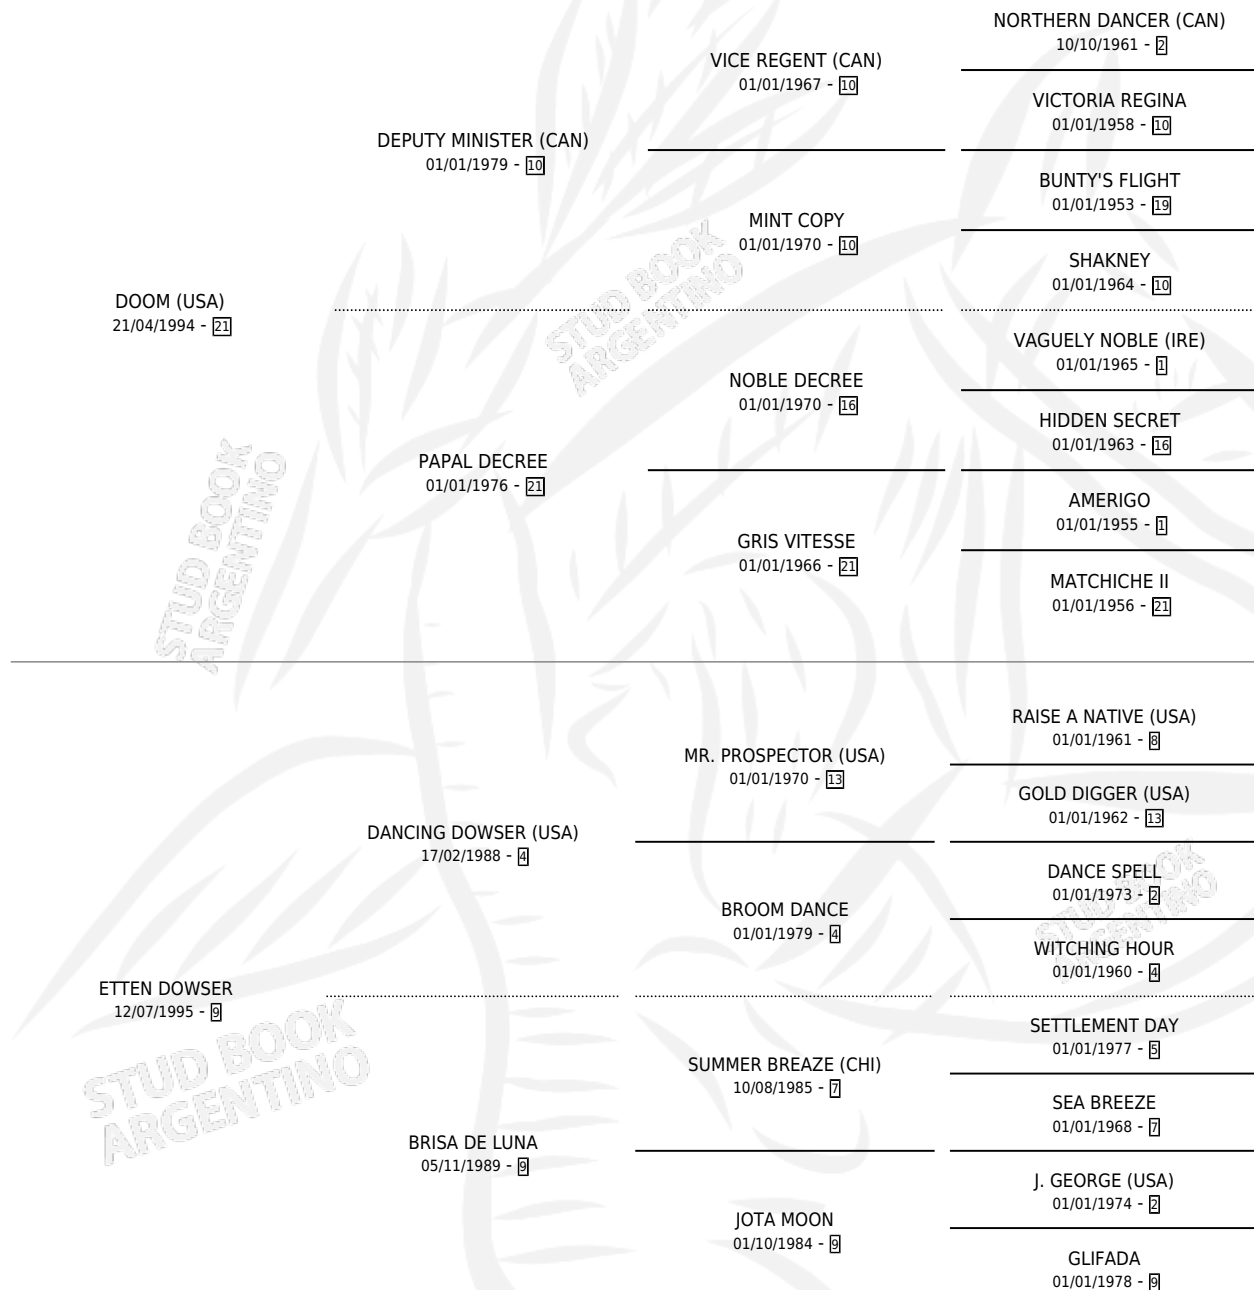 NORTHERN DANCER (CAN)
10/10/1961 - 2
VICE REGENT (CAN)
01/01/1967 - 10
VICTORIA REGINA
01/01/1958 - 10
DEPUTY MINISTER (CAN)
01/01/1979 - 10
BUNTY'S FLIGHT
01/01/1953 - 19
MINT COPY
01/01/1970 - 10
SHAKNEY
01/01/1964 - 10
DOOM (USA)
21/04/1994 - 21
STUD BOOK
ARGENTINO
VAGUELY NOBLE (IRE)
01/01/1965 - 1
NOBLE DECREE
01/01/1970 - 16
HIDDEN SECRET
01/01/1963 - 16
PAPAL DECREE
01/01/1976 - 21
AMERIGO
01/01/1955 - 1
GRIS VITESSE
01/01/1966 - 21
MATCHICHE II
01/01/1956 - 21
STUD BOOK
ARGENTINO
RAISE A NATIVE (USA)
01/01/1961 - 8
MR. PROSPECTOR (USA)
01/01/1970 - 13
GOLD DIGGER (USA)
01/01/1962 - 13
DANCING DOWSER (USA)
17/02/1988 - 4
DANCE SPELL
01/01/1973 - 2
BROOM DANCE
01/01/1979 - 4
WITCHING HOUR
01/01/1960 - 4
STUD BOOK
ARGENTINO
ETTEN DOWSER
12/07/1995 - 9
SETTLEMENT DAY
01/01/1977 - 5
SUMMER BREAZE (CHI)
10/08/1985 - 7
SEA BREEZE
01/01/1968 - 7
STUD BOOK
ARGENTINO
BRISA DE LUNA
05/11/1989 - 9
J. GEORGE (USA)
01/01/1974 - 2
JOTA MOON
01/10/1984 - 9
GLIFADA
01/01/1978 - 9